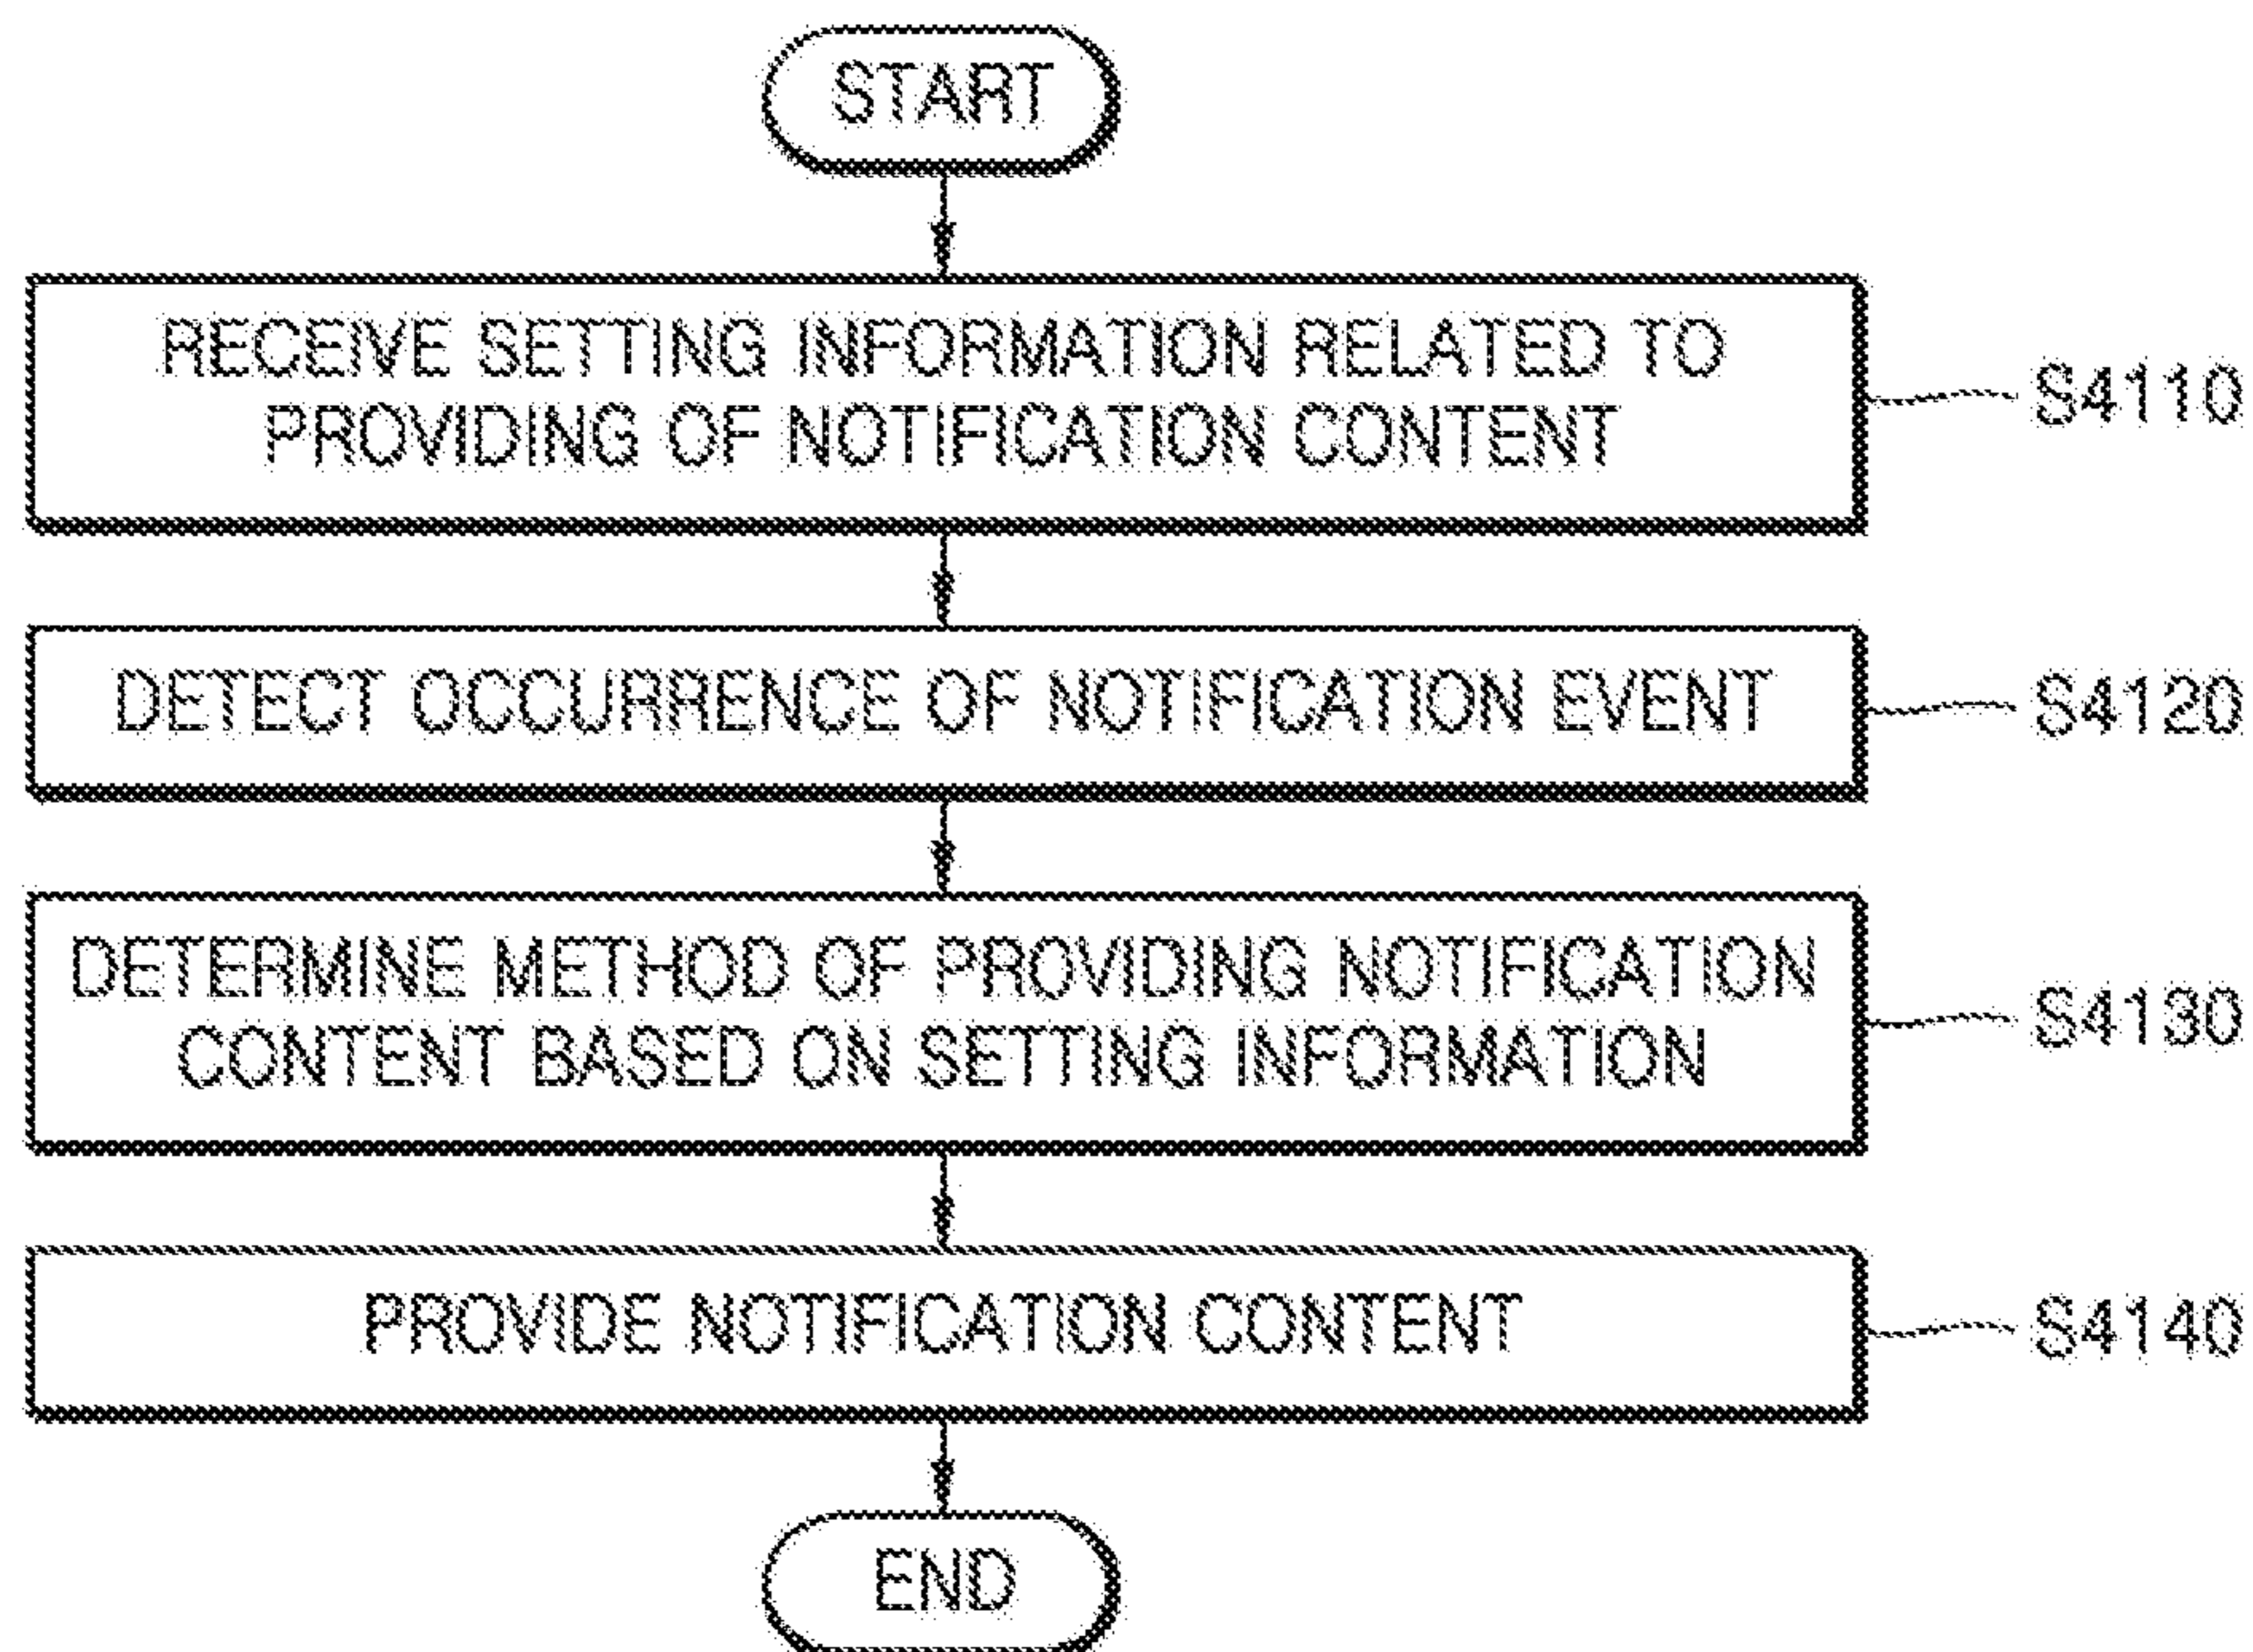 START
RECEIVE SETTING INFORMATION RELATED TO
PROVIDING OF NOTIFICATION CONTENT
S4110
DETECT OCCURRENCE OF NOTIFICATION EVENT
S4120
DETERMINE METHOD OF PROVIDING NOTIFICATION
CONTENT BASED ON SETTING INFORMATION
S4130
PROVIDE NOTIFICATION CONTENT
S4140
END